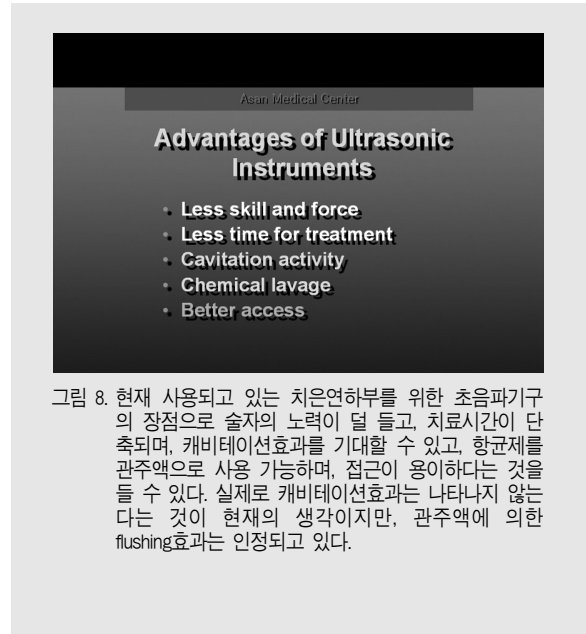 Asan Medical Center
Advantages of Ultrasonic
Instruments
• Less skill and force
• Less time for treatment
• Cavitation activity
• Chemical lavage
• Better access
그림 8. 현재 사용되고 있는 치은연하부를 위한 초음파기구
의 장점으로 술자의 노력이 덜 들고, 치료시간이 단
축되며, 캐비테이션효과를 기대할 수 있고, 항균제를
관주액으로 사용 가능하며, 접근이 용이하다는 것을
들 수 있다. 실제로 캐비테이션효과는 나타나지 않는
다는 것이 현재의 생각이지만, 관주액에 의한
flushing효과는 인정되고 있다.